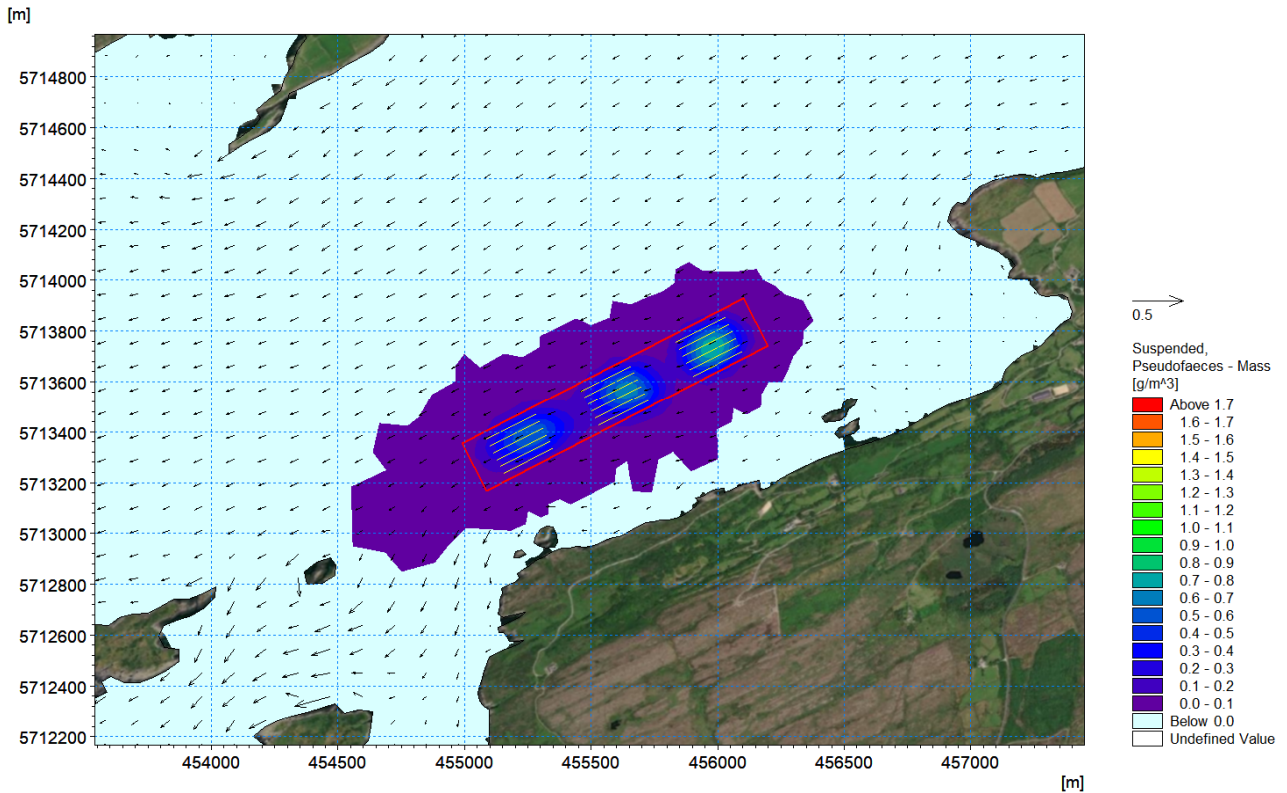 [m]
5714800
5714600
5714400
5714200
5714000
5713800
5713600
5713400
5713200
5713000
5712800
5712600
5712400
5712200
454000 454500 455000 455500 456000 456500 457000
[m]
0.5
Suspended,
Pseudofaeces - Mass
[g/m^3]
Above 1.7
1.6 - 1.7
1.5 - 1.6
1.4 - 1.5
1.3 - 1.4
1.2 - 1.3
1.1 - 1.2
1.0 - 1.1
0.9 - 1.0
0.8 - 0.9
0.7 - 0.8
0.6 - 0.7
0.5 - 0.6
0.4 - 0.5
0.3 - 0.4
0.2 - 0.3
0.1 - 0.2
0.0 - 0.1
Below 0.0
Undefined Value